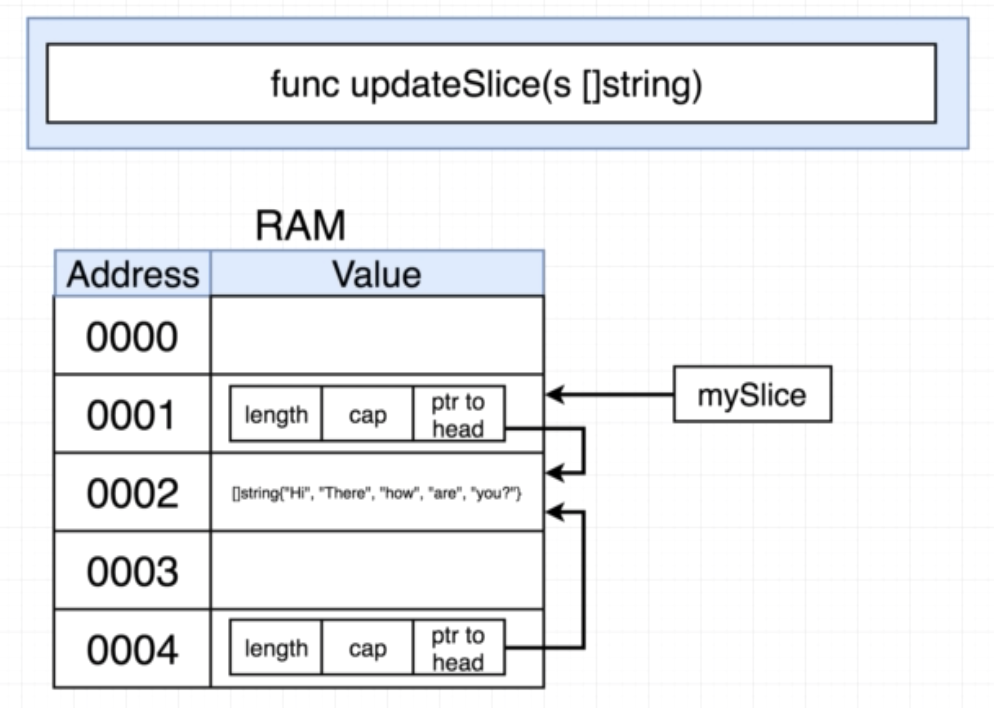 func updateSlice(s []string)
RAM
Address Value
0000
0001 length cap ptr to head
mySlice
0002 []string{"Hi", "There", "how", "are", "you?"}
0003
0004 length cap ptr to head